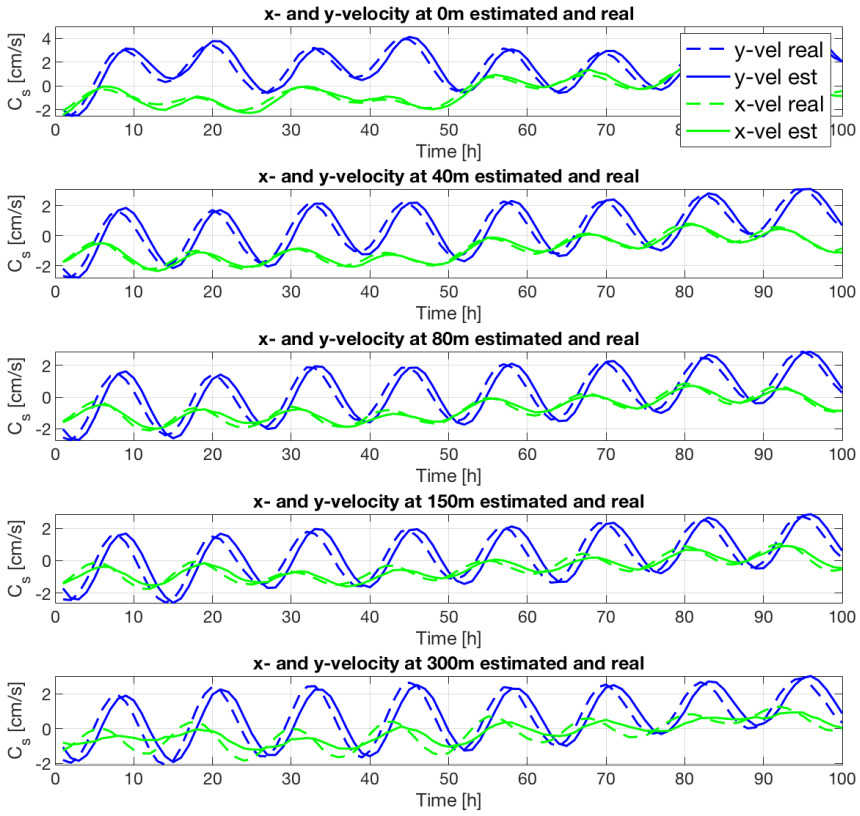 x- and y-velocity at 0m estimated and real
4
2
0
-2
C_s [cm/s]
0 10 20 30 40 50 60 70 80 90 100
Time [h]
y-vel real
y-vel est
x-vel real
x-vel est
x- and y-velocity at 40m estimated and real
2
0
-2
C_s [cm/s]
0 10 20 30 40 50 60 70 80 90 100
Time [h]
x- and y-velocity at 80m estimated and real
2
0
-2
C_s [cm/s]
0 10 20 30 40 50 60 70 80 90 100
Time [h]
x- and y-velocity at 150m estimated and real
2
0
-2
C_s [cm/s]
0 10 20 30 40 50 60 70 80 90 100
Time [h]
x- and y-velocity at 300m estimated and real
2
0
-2
C_s [cm/s]
0 10 20 30 40 50 60 70 80 90 100
Time [h]